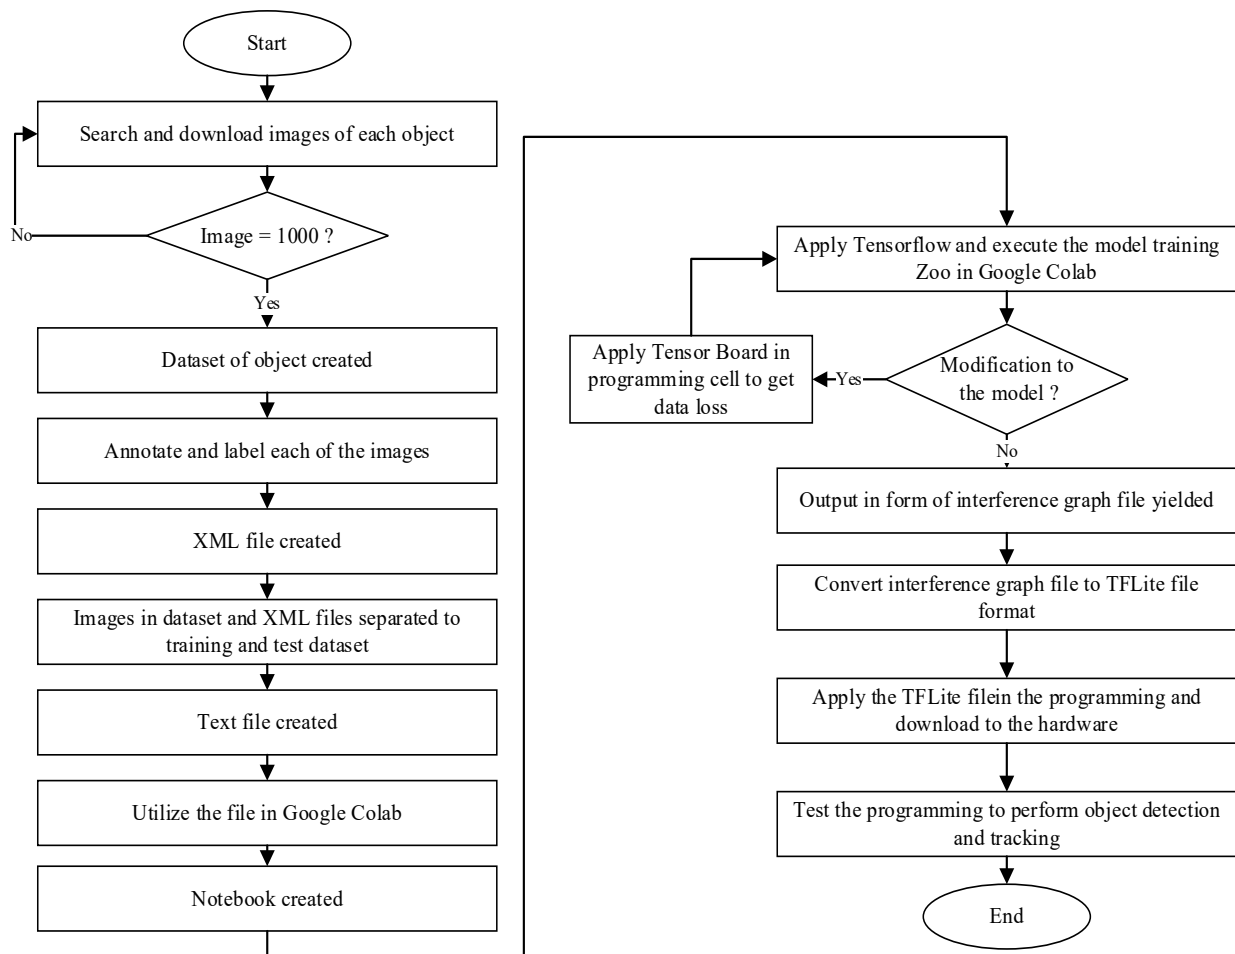 Start
Search and download images of each object
Image = 1000 ?
No
Yes
Dataset of object created
Annotate and label each of the images
XML file created
Images in dataset and XML files separated to
training and test dataset
Text file created
Utilize the file in Google Colab
Notebook created
Apply Tensorflow and execute the model training
Zoo in Google Colab
Modification to
the model ?
Yes
Apply Tensor Board in
programming cell to get
data loss
No
Output in form of interference graph file yielded
Convert interference graph file to TFLite file
format
Apply the TFLite filein the programming and
download to the hardware
Test the programming to perform object detection
and tracking
End